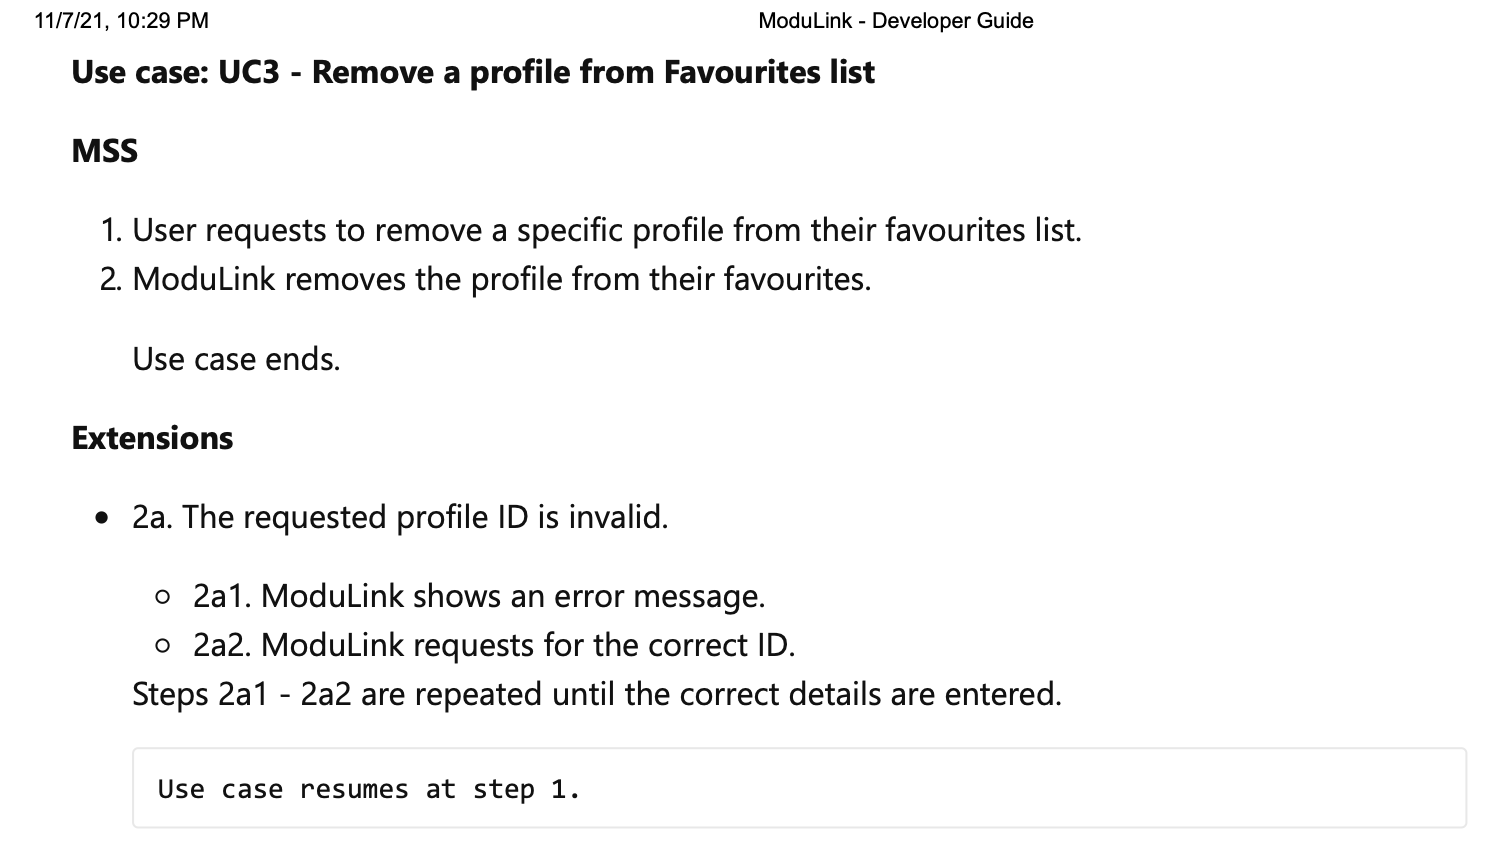 11/7/21, 10:29 PM
ModuLink - Developer Guide
Use case: UC3 - Remove a profile from Favourites list
MSS
1. User requests to remove a specific profile from their favourites list.
2. ModuLink removes the profile from their favourites.
Use case ends.
Extensions
• 2a. The requested profile ID is invalid.
◦ 2a1. ModuLink shows an error message.
◦ 2a2. ModuLink requests for the correct ID.
Steps 2a1 - 2a2 are repeated until the correct details are entered.
Use case resumes at step 1.